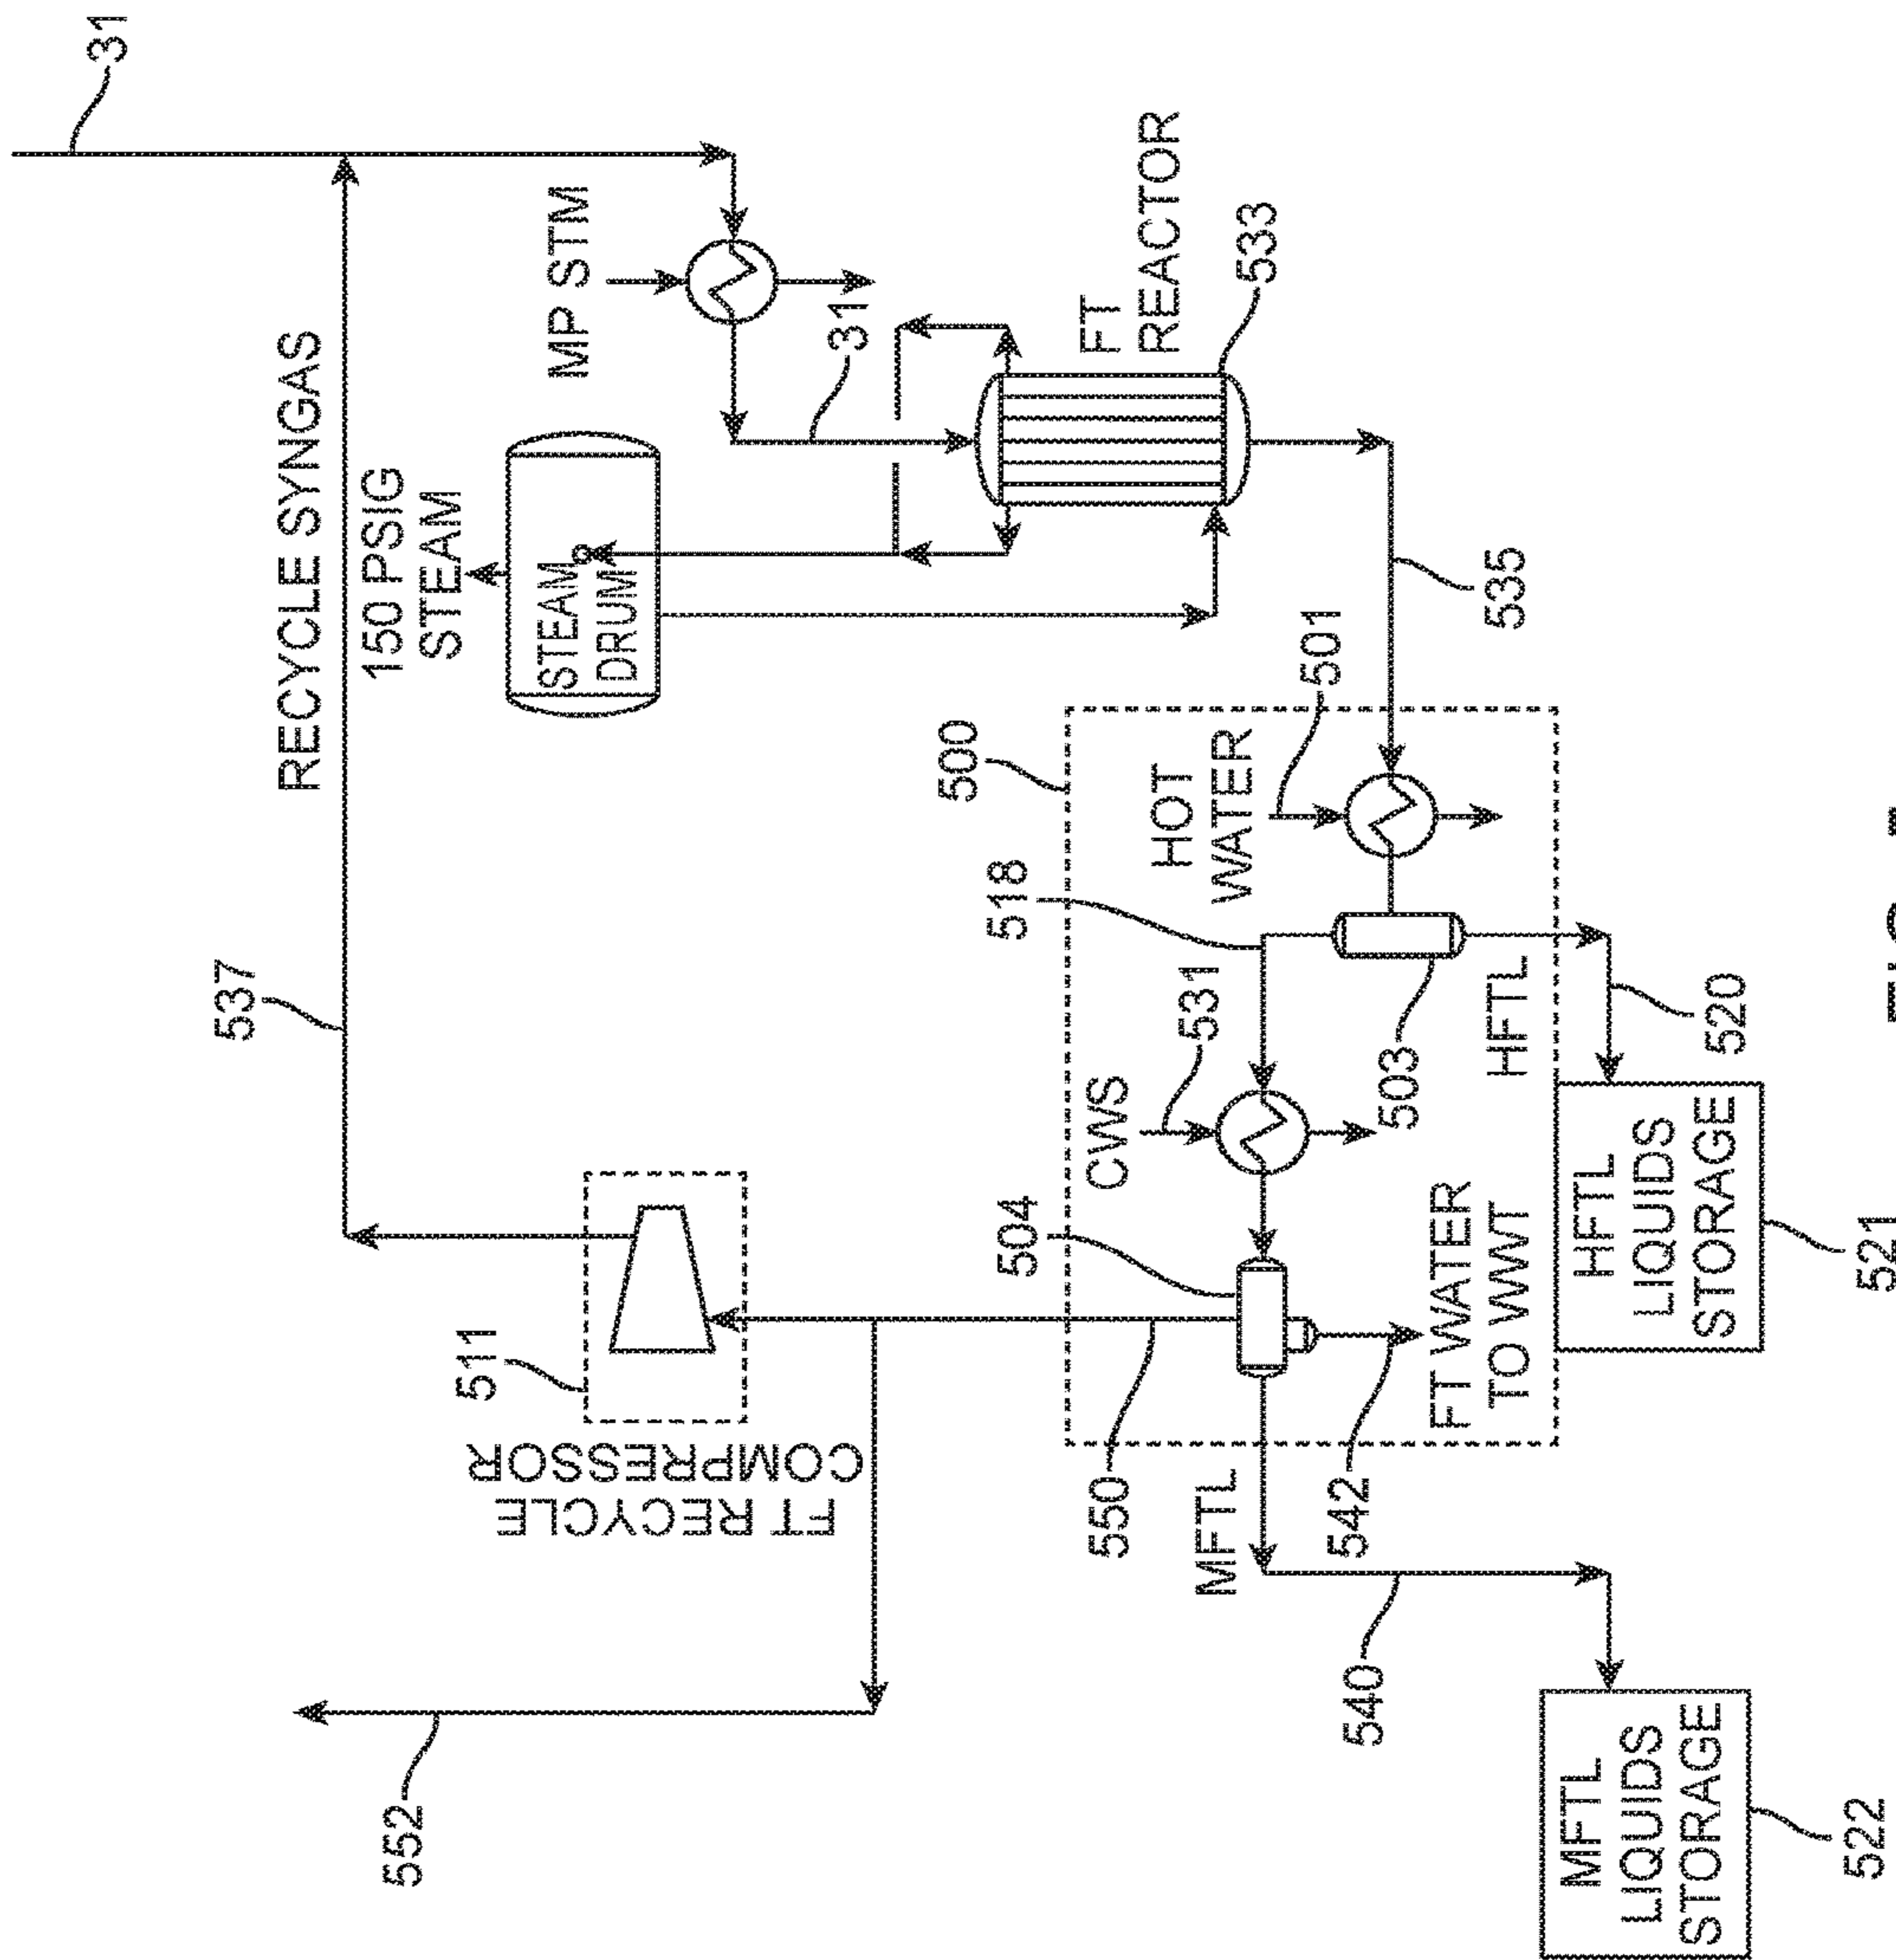 552
537
RECYCLE SYNGAS
31
150 PSIG
STEAM
511
FT RECYCLE
COMPRESSOR
STEAM
DRUM
MP STM
31
FT
REACTOR
533
535
500
HOT
WATER
501
518
CWS
531
504
503
HFTL
520
550
MFTL
542
FT WATER
TO WWT
540
HFTL
LIQUIDS
STORAGE
521
MFTL
LIQUIDS
STORAGE
522